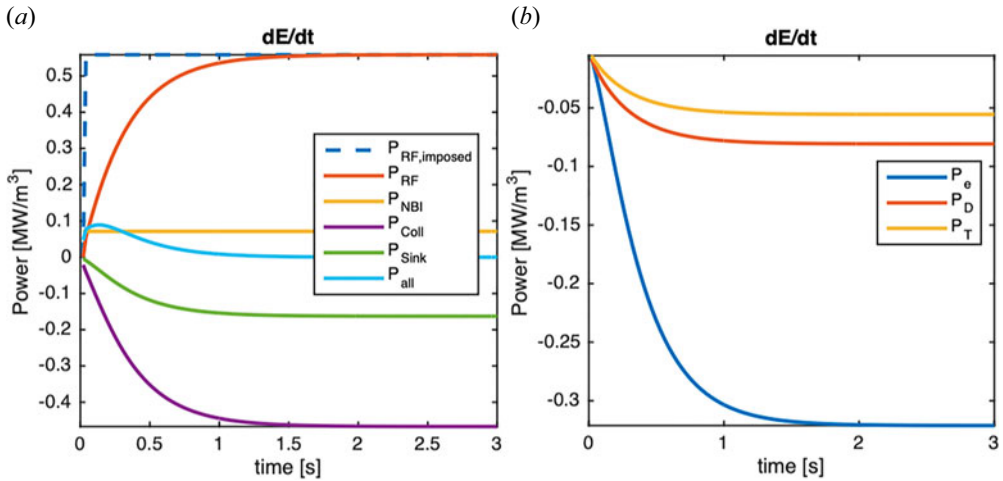 (a)
dE/dt
Power [MW/m³]
0.5
0.4
0.3
0.2
0.1
0
-0.1
-0.2
-0.3
-0.4
0
0.5
1
1.5
2
2.5
3
time [s]
P_RF,imposed
P_RF
P_NBI
P_Coll
P_Sink
P_all
(b)
dE/dt
Power [MW/m³]
-0.05
-0.1
-0.15
-0.2
-0.25
-0.3
0
1
2
3
time [s]
P_e
P_D
P_T